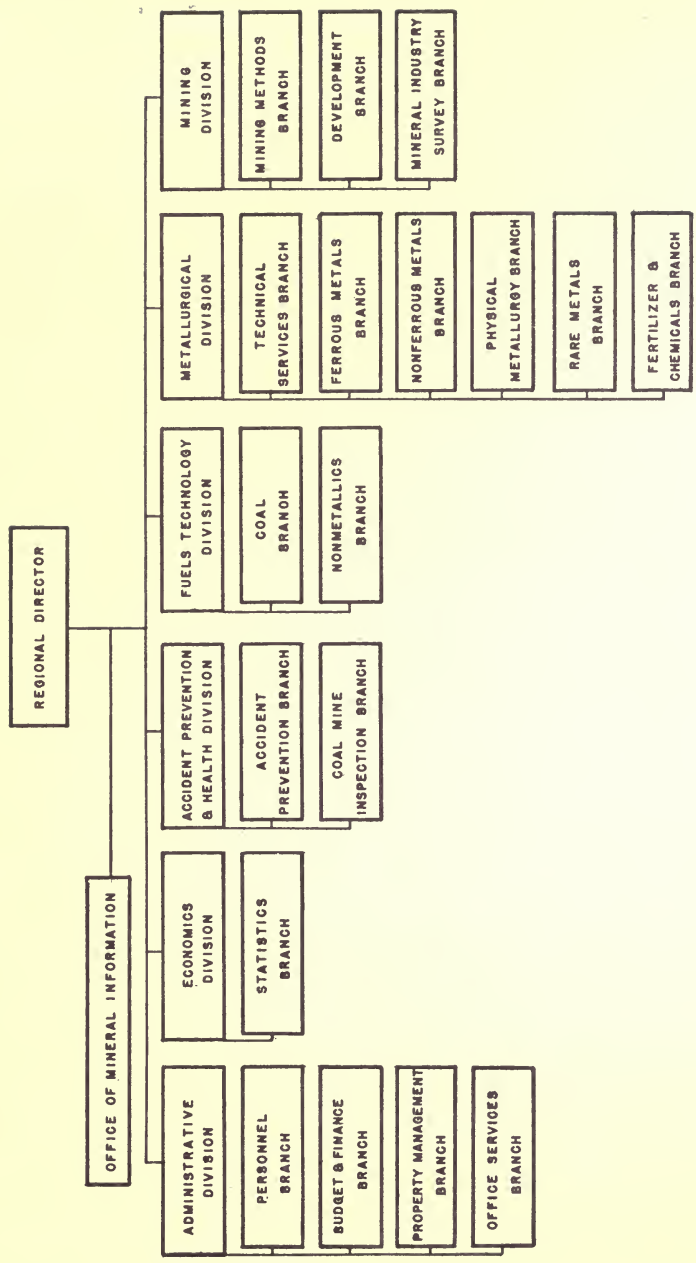 REGIONAL DIRECTOR
OFFICE OF MINERAL INFORMATION
ADMINISTRATIVE
DIVISION
PERSONNEL
BRANCH
BUDGET & FINANCE
BRANCH
PROPERTY MANAGEMENT
BRANCH
OFFICE SERVICES
BRANCH
ECONOMICS
DIVISION
STATISTICS
BRANCH
ACCIDENT PREVENTION
& HEALTH DIVISION
ACCIDENT
PREVENTION BRANCH
COAL MINE
INSPECTION BRANCH
FUELS TECHNOLOGY
DIVISION
COAL
BRANCH
NONMETALLICS
BRANCH
METALLURGICAL
DIVISION
TECHNICAL
SERVICES BRANCH
FERROUS METALS
BRANCH
NONFERROUS METALS
BRANCH
PHYSICAL
METALLURGY BRANCH
RARE METALS
BRANCH
FERTILIZER &
CHEMICALS BRANCH
MINING
DIVISION
MINING METHODS
BRANCH
DEVELOPMENT
BRANCH
MINERAL INDUSTRY
SURVEY BRANCH